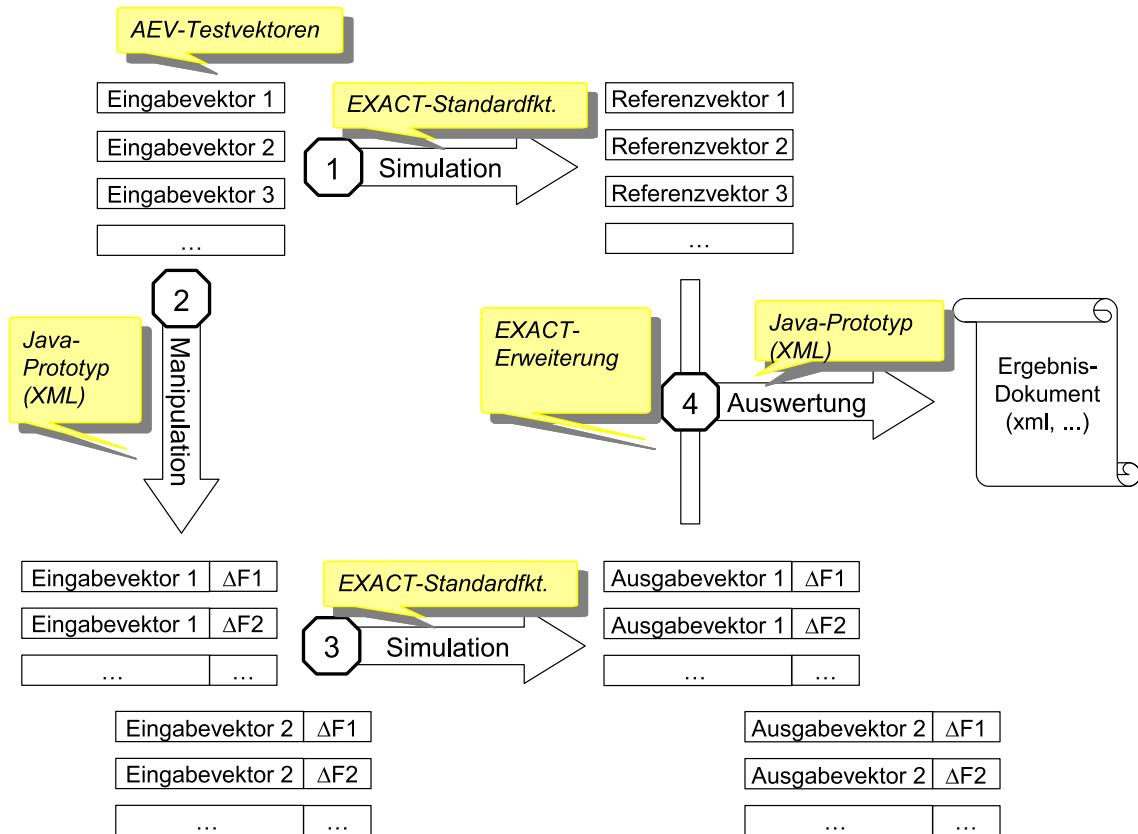 AEV-Testvektoren
Eingabevektor 1
EXACT-Standardfkt.
Referenzvektor 1
Eingabevektor 2
1
Simulation
Referenzvektor 2
Eingabevektor 3
Referenzvektor 3
...
...
2
Manipulation
Java-
Prototyp
(XML)
EXACT-
Erweiterung
Java-Prototyp
(XML)
4
Auswertung
Ergebnis-
Dokument
(xml, ...)
Eingabevektor 1 ΔF1
EXACT-Standardfkt.
Ausgabevektor 1 ΔF1
Eingabevektor 1 ΔF2
3
Simulation
Ausgabevektor 1 ΔF2
... ...
... ...
Eingabevektor 2 ΔF1
Ausgabevektor 2 ΔF1
Eingabevektor 2 ΔF2
Ausgabevektor 2 ΔF2
... ...
... ...